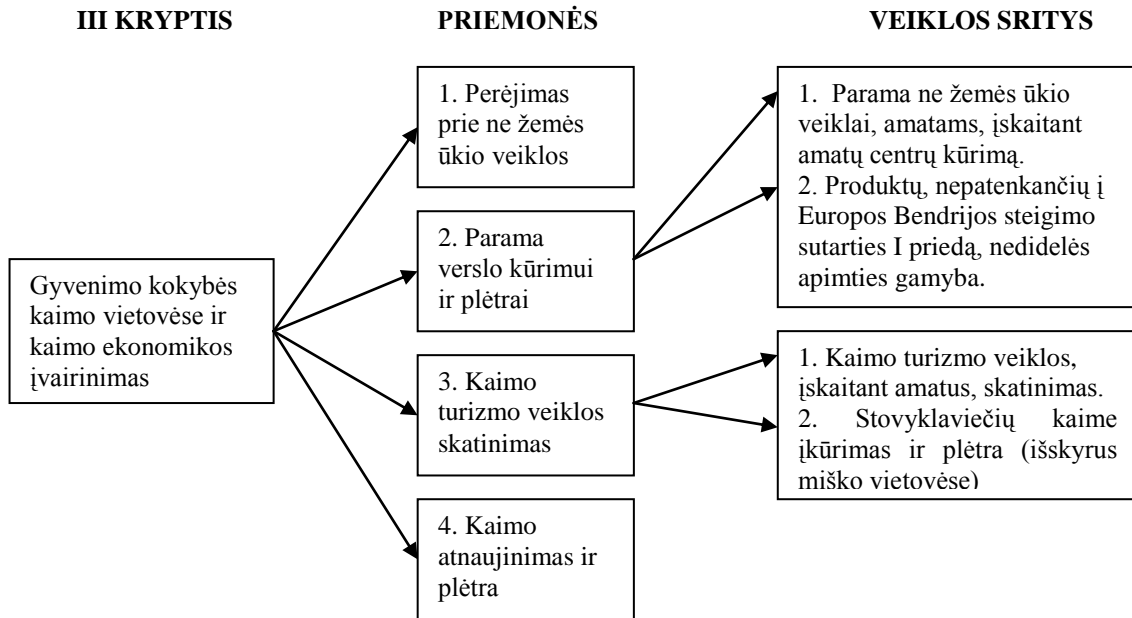 III KRYPTIS
PRIEMONĖS
VEIKLOS SRITYS
Gyvenimo kokybės
kaimo vietovėse ir
kaimo ekonomikos
įvairinimas
1. Perėjimas
prie ne žemės
ūkio veiklos
2. Parama
verslo kūrimui
ir plėtrai
3. Kaimo
turizmo veiklos
skatinimas
4. Kaimo
atnaujinimas ir
plėtra
1. Parama ne žemės ūkio
veiklai, amatams, įskaitant
amatų centrų kūrimą.
2. Produktų, nepatenkančių į
Europos Bendrijos steigimo
sutarties I priedą, nedidelės
apimties gamyba.
1. Kaimo turizmo veiklos,
įskaitant amatus, skatinimas.
2. Stovyklaviečių kaime
įkūrimas ir plėtra (išskyrus
miško vietovėse)